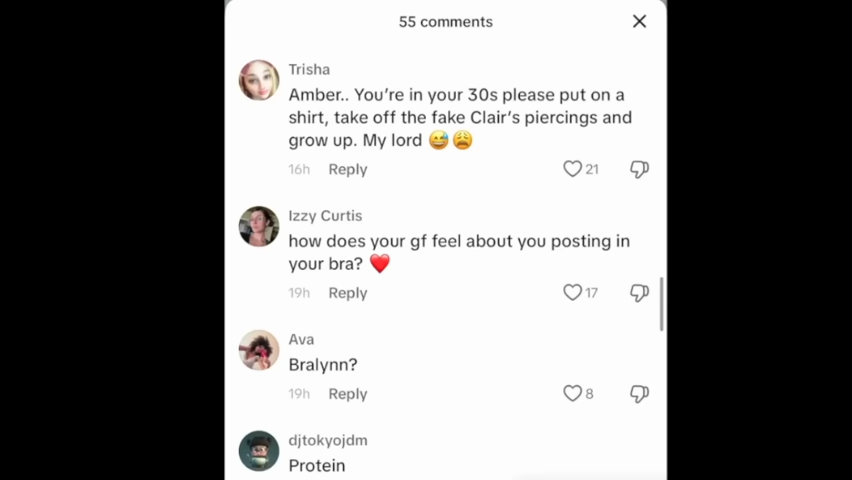 55 comments
Trisha
Amber.. You're in your 30s please put on a
shirt, take off the fake Clair's piercings and
grow up. My lord 😅😩
16h Reply 21
Izzy Curtis
how does your gf feel about you posting in
your bra? ❤️
19h Reply 17
Ava
Bralynn?
19h Reply 8
djtokyojdm
Protein